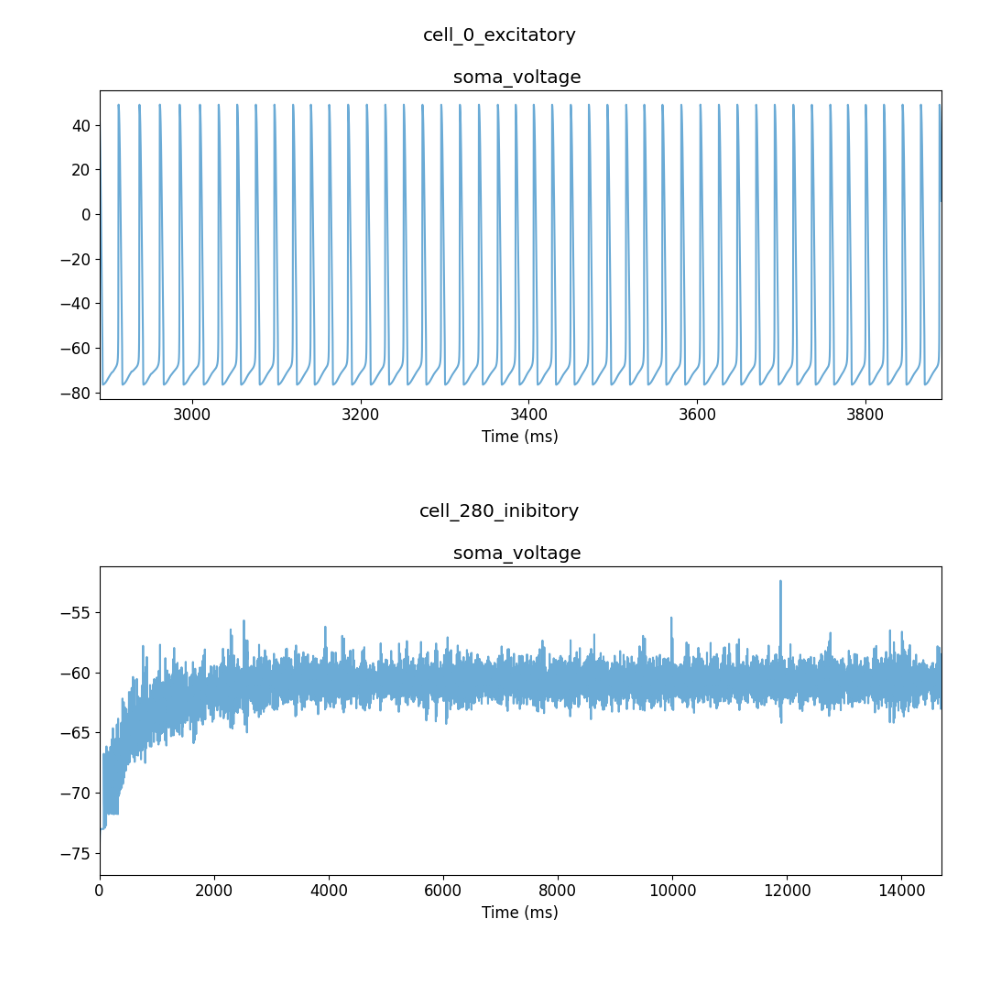 cell_0_excitatory
soma_voltage
40
20
0
−20
−40
−60
−80
3000 3200 3400 3600 3800
Time (ms)
cell_280_inibitory
soma_voltage
−55
−60
−65
−70
−75
0 2000 4000 6000 8000 10000 12000 14000
Time (ms)